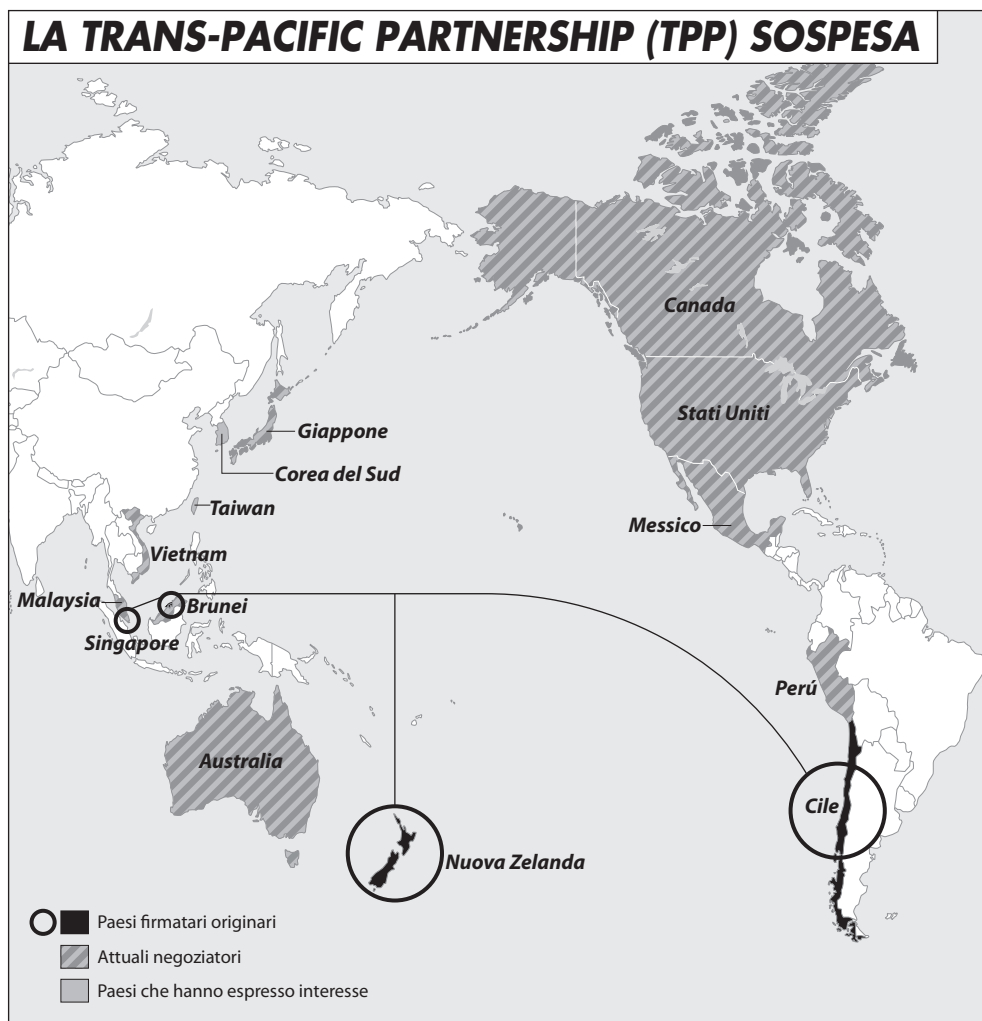 LA TRANS-PACIFIC PARTNERSHIP (TPP) SOSPESA
Canada
Stati Uniti
Giappone
Corea del Sud
Taiwan
Messico
Vietnam
Malaysia
Brunei
Singapore
Perú
Australia
Cile
Nuova Zelanda
Paesi firmatari originari
Attuali negoziatori
Paesi che hanno espresso interesse